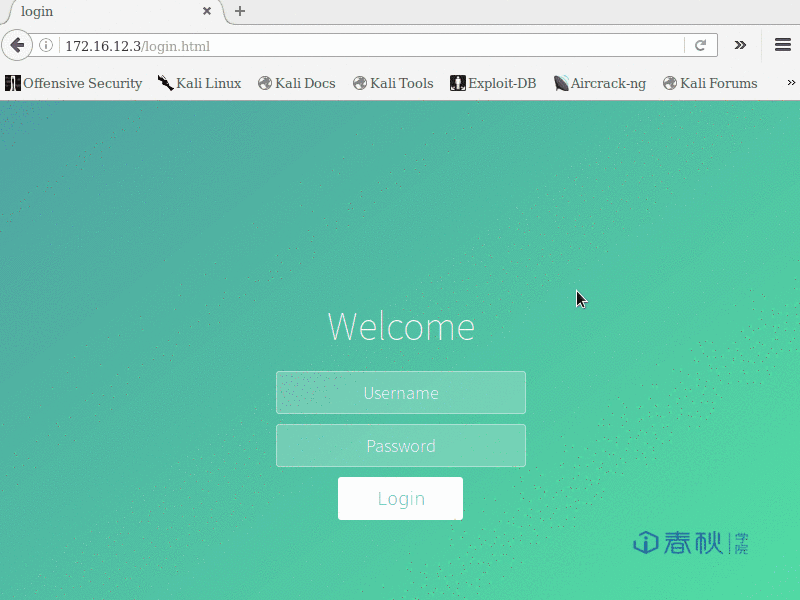 login
172.16.12.3/login.html
Offensive Security Kali Linux Kali Docs Kali Tools Exploit-DB Aircrack-ng Kali Forums
Welcome
Username
Password
Login
春秋学院